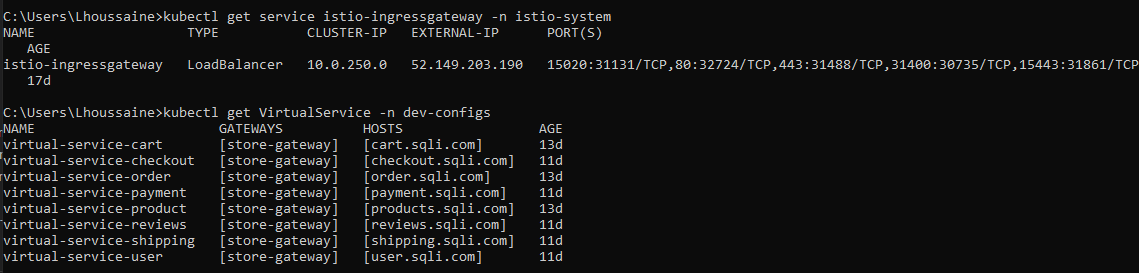 C:\Users\Lhoussaine>kubectl get service istio-ingressgateway -n istio-system
NAME                   TYPE           CLUSTER-IP   EXTERNAL-IP      PORT(S)
   AGE
istio-ingressgateway   LoadBalancer   10.0.250.0   52.149.203.190   15020:31131/TCP,80:32724/TCP,443:31488/TCP,31400:30735/TCP,15443:31861/TCP
   17d
C:\Users\Lhoussaine>kubectl get VirtualService -n dev-configs
NAME                       GATEWAYS          HOSTS                 AGE
virtual-service-cart       [store-gateway]   [cart.sqli.com]       13d
virtual-service-checkout   [store-gateway]   [checkout.sqli.com]   11d
virtual-service-order      [store-gateway]   [order.sqli.com]      13d
virtual-service-payment    [store-gateway]   [payment.sqli.com]    11d
virtual-service-product    [store-gateway]   [products.sqli.com]   13d
virtual-service-reviews    [store-gateway]   [reviews.sqli.com]    11d
virtual-service-shipping   [store-gateway]   [shipping.sqli.com]   11d
virtual-service-user       [store-gateway]   [user.sqli.com]       11d